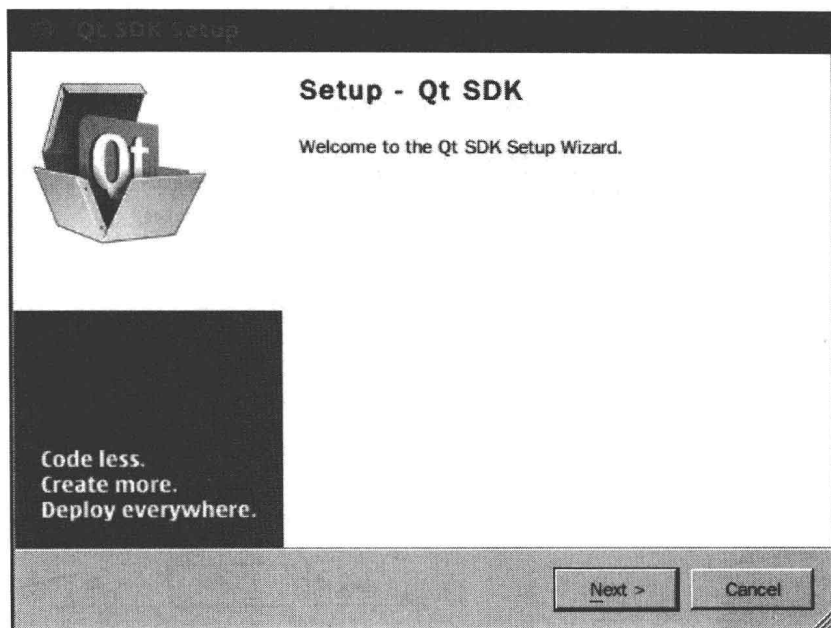 Qt SDK Setup
Setup - Qt SDK
Welcome to the Qt SDK Setup Wizard.
Qt
Code less.
Create more.
Deploy everywhere.
Next >
Cancel